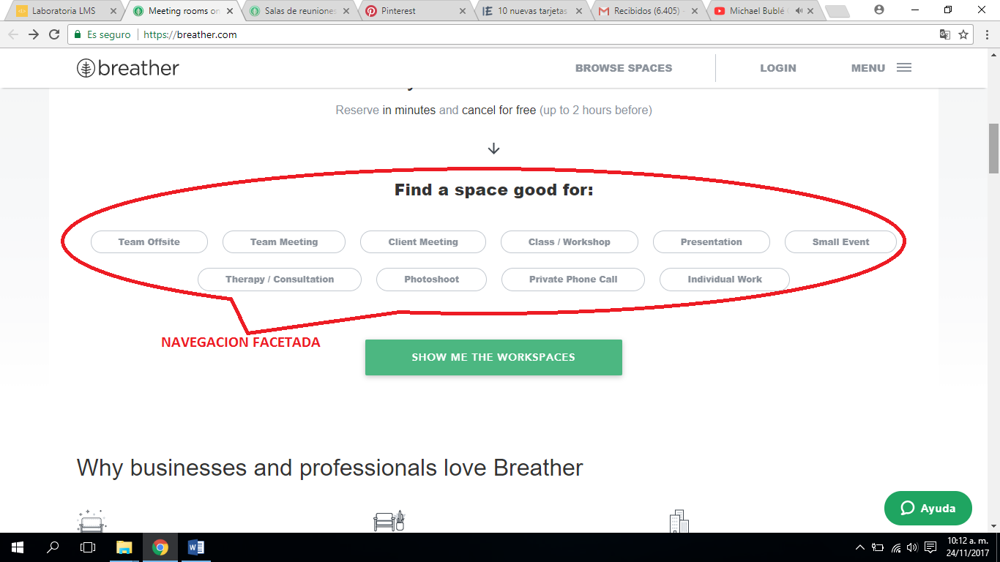 Laboratoria LMS
Meeting rooms on
Salas de reuniones
Pinterest
10 nuevas tarjetas
Recibidos (6.405) -
Michael Bublé
Es seguro
https://breather.com
breather
BROWSE SPACES
LOGIN
MENU
Reserve in minutes and cancel for free (up to 2 hours before)
Find a space good for:
Team Offsite
Team Meeting
Client Meeting
Class / Workshop
Presentation
Small Event
Therapy / Consultation
Photoshoot
Private Phone Call
Individual Work
NAVEGACION FACETADA
SHOW ME THE WORKSPACES
Why businesses and professionals love Breather
Ayuda
10:12 a. m.
24/11/2017